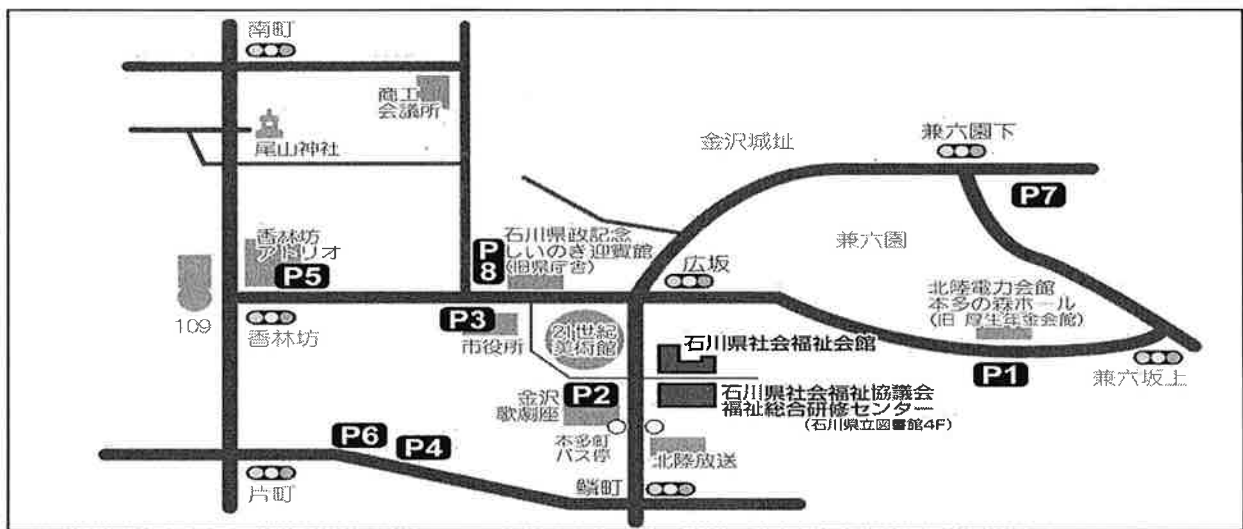 南町
商工
会議所
尾山神社
金沢城址
兼六園下
P7
香林坊
アトリオ
P5
P
8
石川県政記念
しいのき迎賓館
(旧県庁舎)
広坂
兼六園
北陸電力会館
本多の森ホール
(旧 厚生年金会館)
109
香林坊
P3
市役所
21世紀
美術館
石川県社会福祉会館
P1
兼六坂上
金沢
歌劇座
P2
石川県社会福祉協議会
福祉総合研修センター
(石川県立図書館4F)
P6
P4
本多町
バス停
北陸放送
片町
鱗町